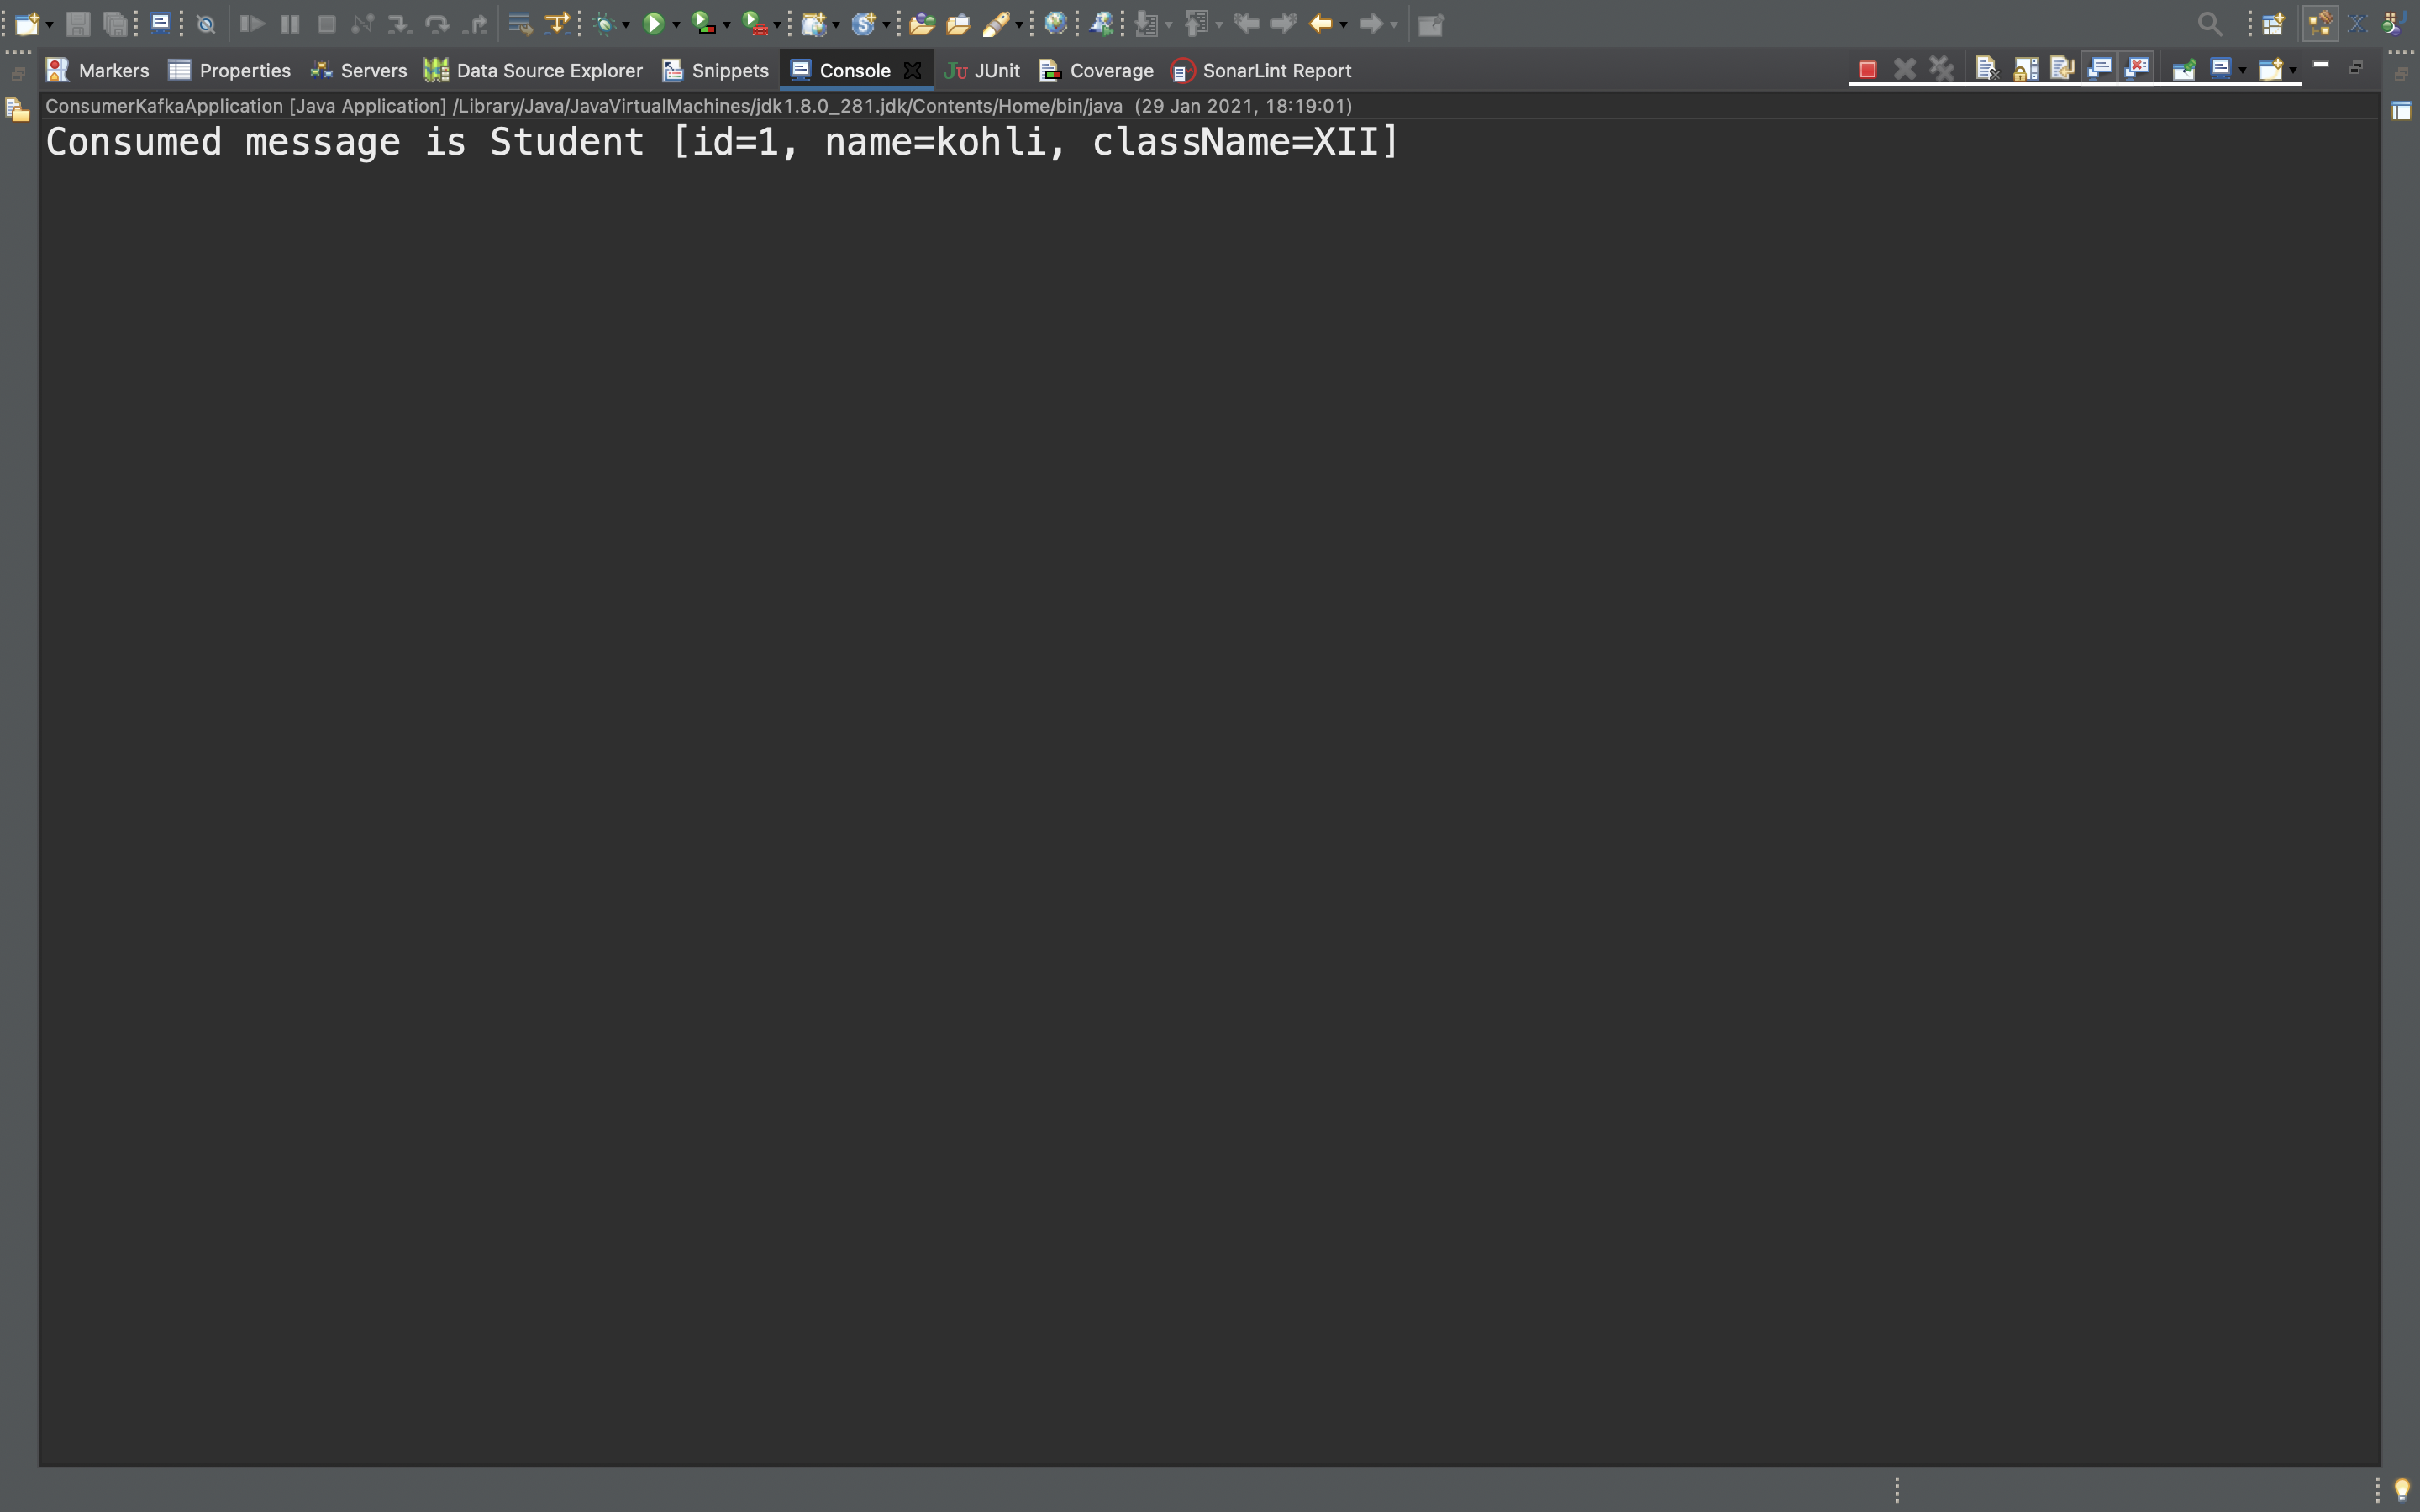 Markers Properties Servers Data Source Explorer Snippets Console JUnit Coverage SonarLint Report
ConsumerKafkaApplication [Java Application] /Library/Java/JavaVirtualMachines/jdk1.8.0_281.jdk/Contents/Home/bin/java (29 Jan 2021, 18:19:01)
Consumed message is Student [id=1, name=kohli, className=XII]